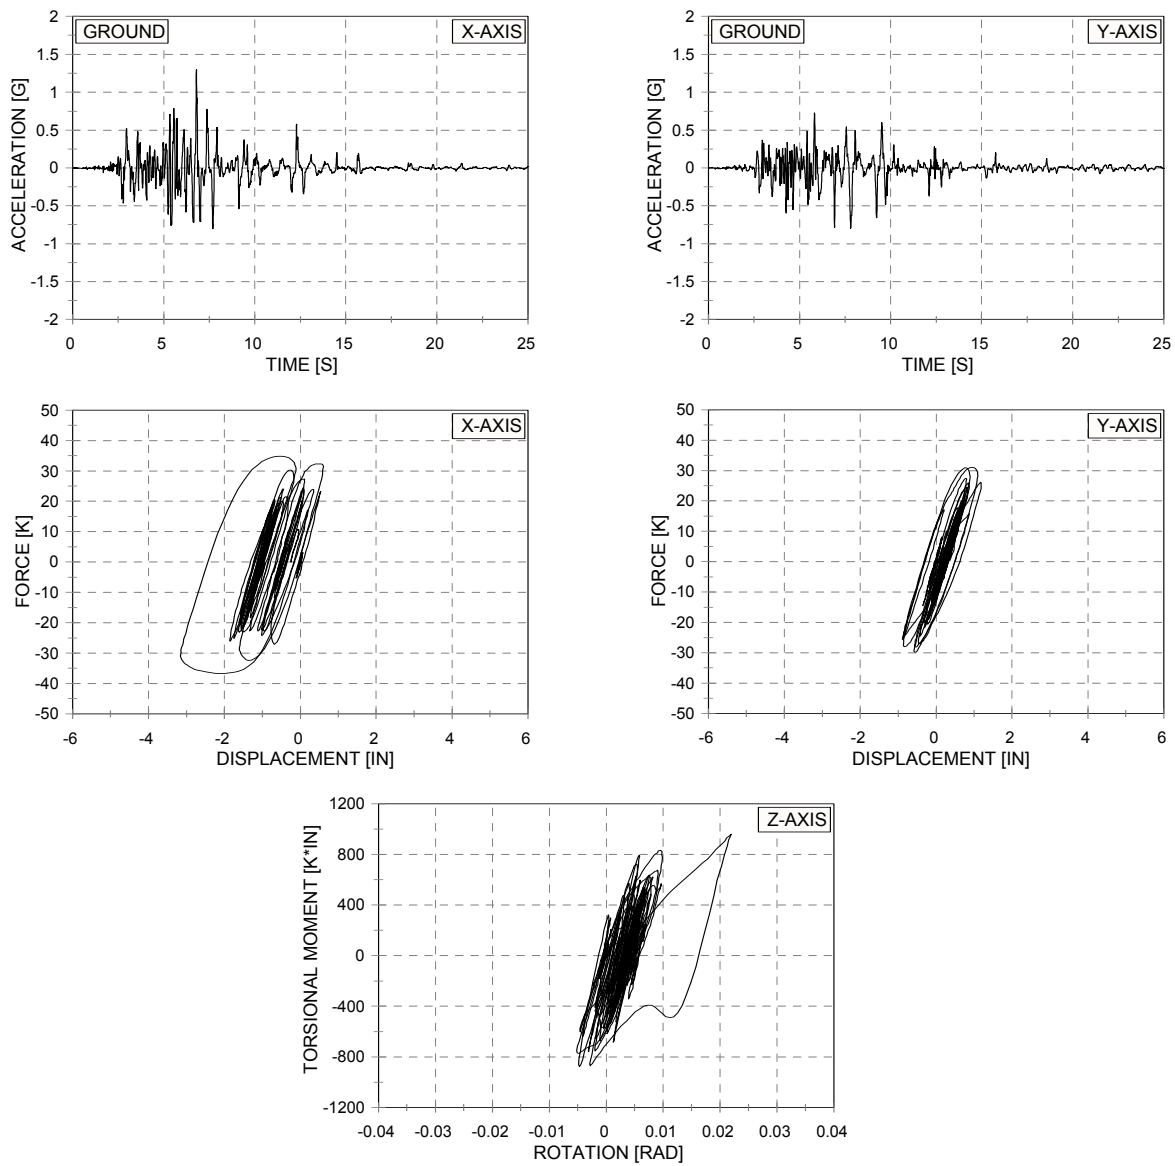 GROUND
X-AXIS
2
1.5
1
0.5
0
-0.5
-1
-1.5
-2
ACCELERATION [G]
0 5 10 15 20 25
TIME [S]
GROUND
Y-AXIS
2
1.5
1
0.5
0
-0.5
-1
-1.5
-2
ACCELERATION [G]
0 5 10 15 20 25
TIME [S]
X-AXIS
50
40
30
20
10
0
-10
-20
-30
-40
-50
FORCE [K]
-6 -4 -2 0 2 4 6
DISPLACEMENT [IN]
Y-AXIS
50
40
30
20
10
0
-10
-20
-30
-40
-50
FORCE [K]
-6 -4 -2 0 2 4 6
DISPLACEMENT [IN]
Z-AXIS
1200
800
400
0
-400
-800
-1200
TORSIONAL MOMENT [K*IN]
-0.04 -0.03 -0.02 -0.01 0 0.01 0.02 0.03 0.04
ROTATION [RAD]